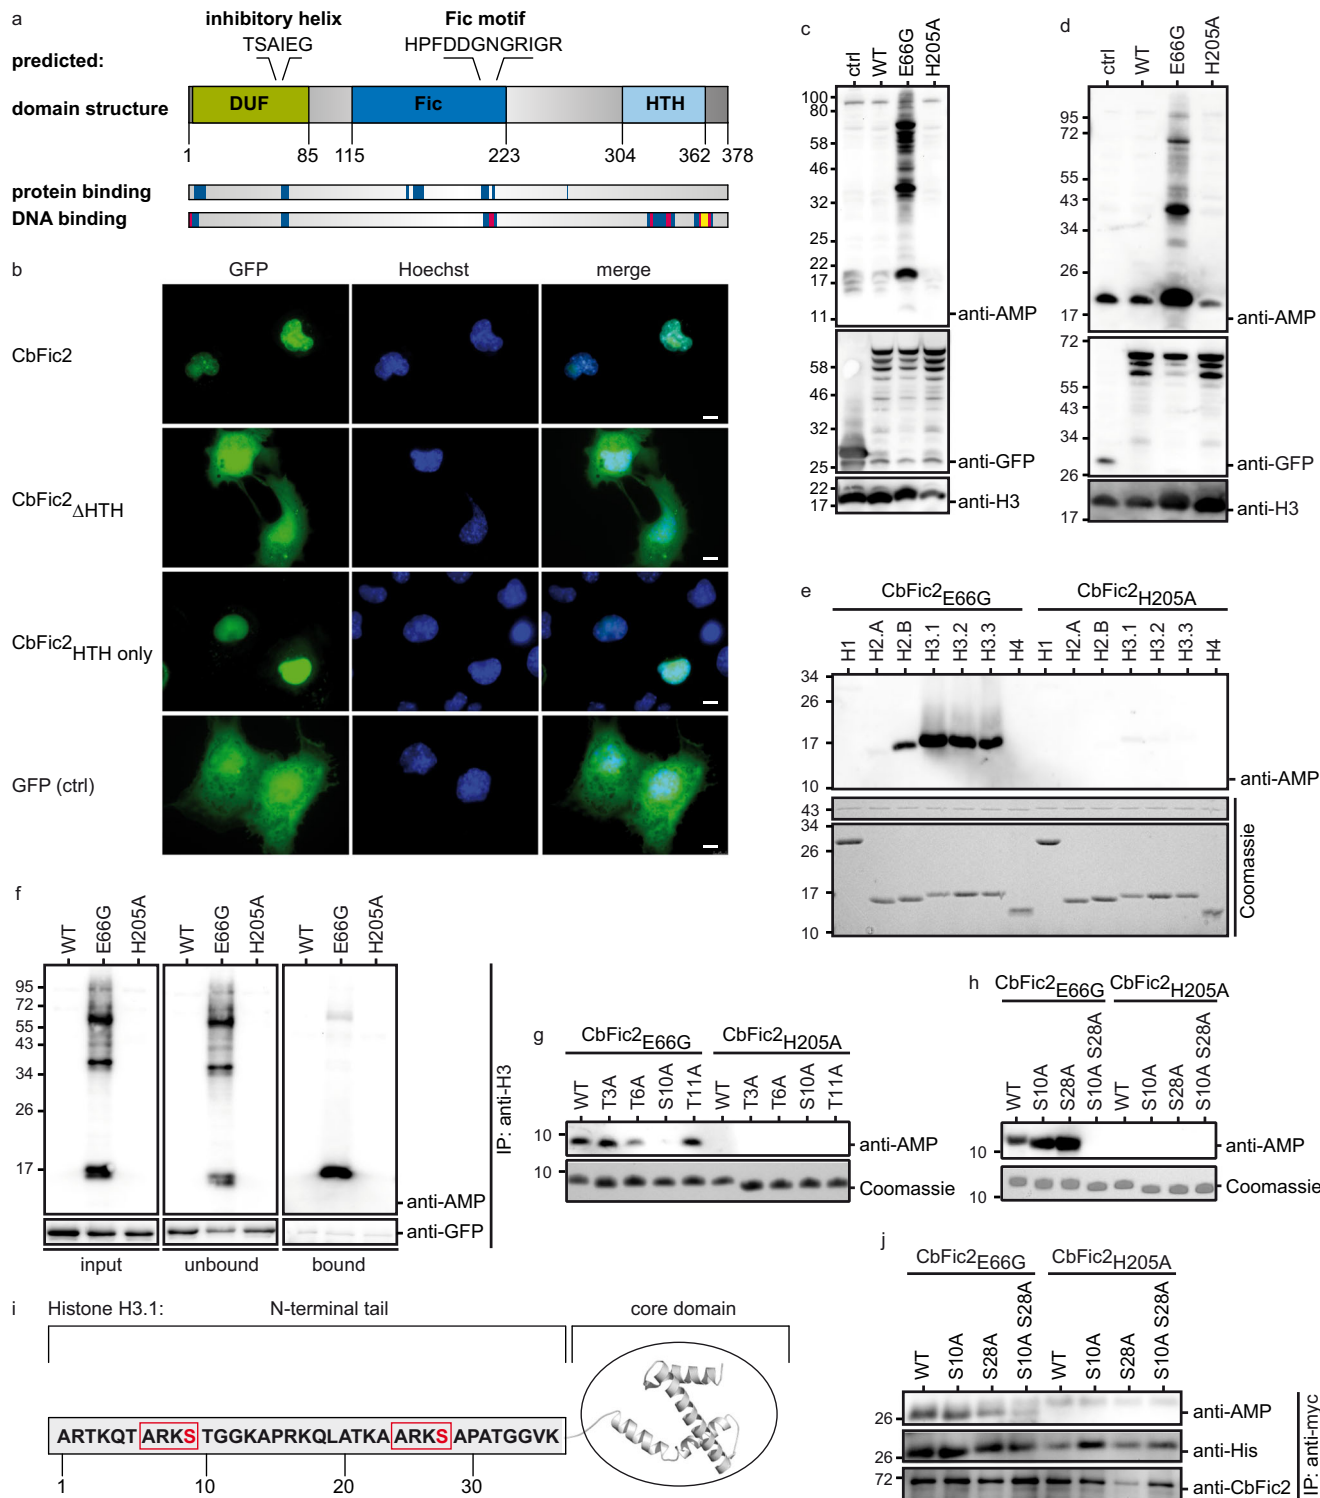 a
inhibitory helix Fic motif
TSAIEG HPFDDGNGRIGR
predicted:
domain structure DUF Fic HTH
1 85 115 223 304 362 378
protein binding
DNA binding
b
GFP Hoechst merge
CbFic2
CbFic2ΔHTH
CbFic2HTH only
GFP (ctrl)
c
ctrl WT E66G H205A
100
80
58
46
32
25
22
17
11
anti-AMP
58
46
32
25
anti-GFP
22
17
anti-H3
d
ctrl WT E66G H205A
95
72
55
43
34
26
17
anti-AMP
72
55
43
34
26
anti-GFP
17
anti-H3
e
CbFic2E66G CbFic2H205A
H1 H2.A H2.B H3.1 H3.2 H3.3 H4 H1 H2.A H2.B H3.1 H3.2 H3.3 H4
34
26
17
10
anti-AMP
43
34
26
17
10
Coomassie
f
WT E66G H205A WT E66G H205A WT E66G H205A
95
72
55
43
26
17
anti-AMP
anti-GFP
input unbound bound
IP: anti-H3
g
CbFic2E66G CbFic2H205A
WT T3A T6A S10A T11A WT T3A T6A S10A T11A
10
anti-AMP
10
Coomassie
h
CbFic2E66G CbFic2H205A
WT S10A S28A S10A S28A WT S10A S28A S10A S28A
10
anti-AMP
10
Coomassie
i
Histone H3.1: N-terminal tail core domain
ARTKQTARKSTGGKAPRKQLATKAARKSAPATGGVK
1 10 20 30
j
CbFic2E66G CbFic2H205A
WT S10A S28A S10A S28A WT S10A S28A S10A S28A
26
anti-AMP
26
anti-His
72
anti-CbFic2
IP: anti-myc